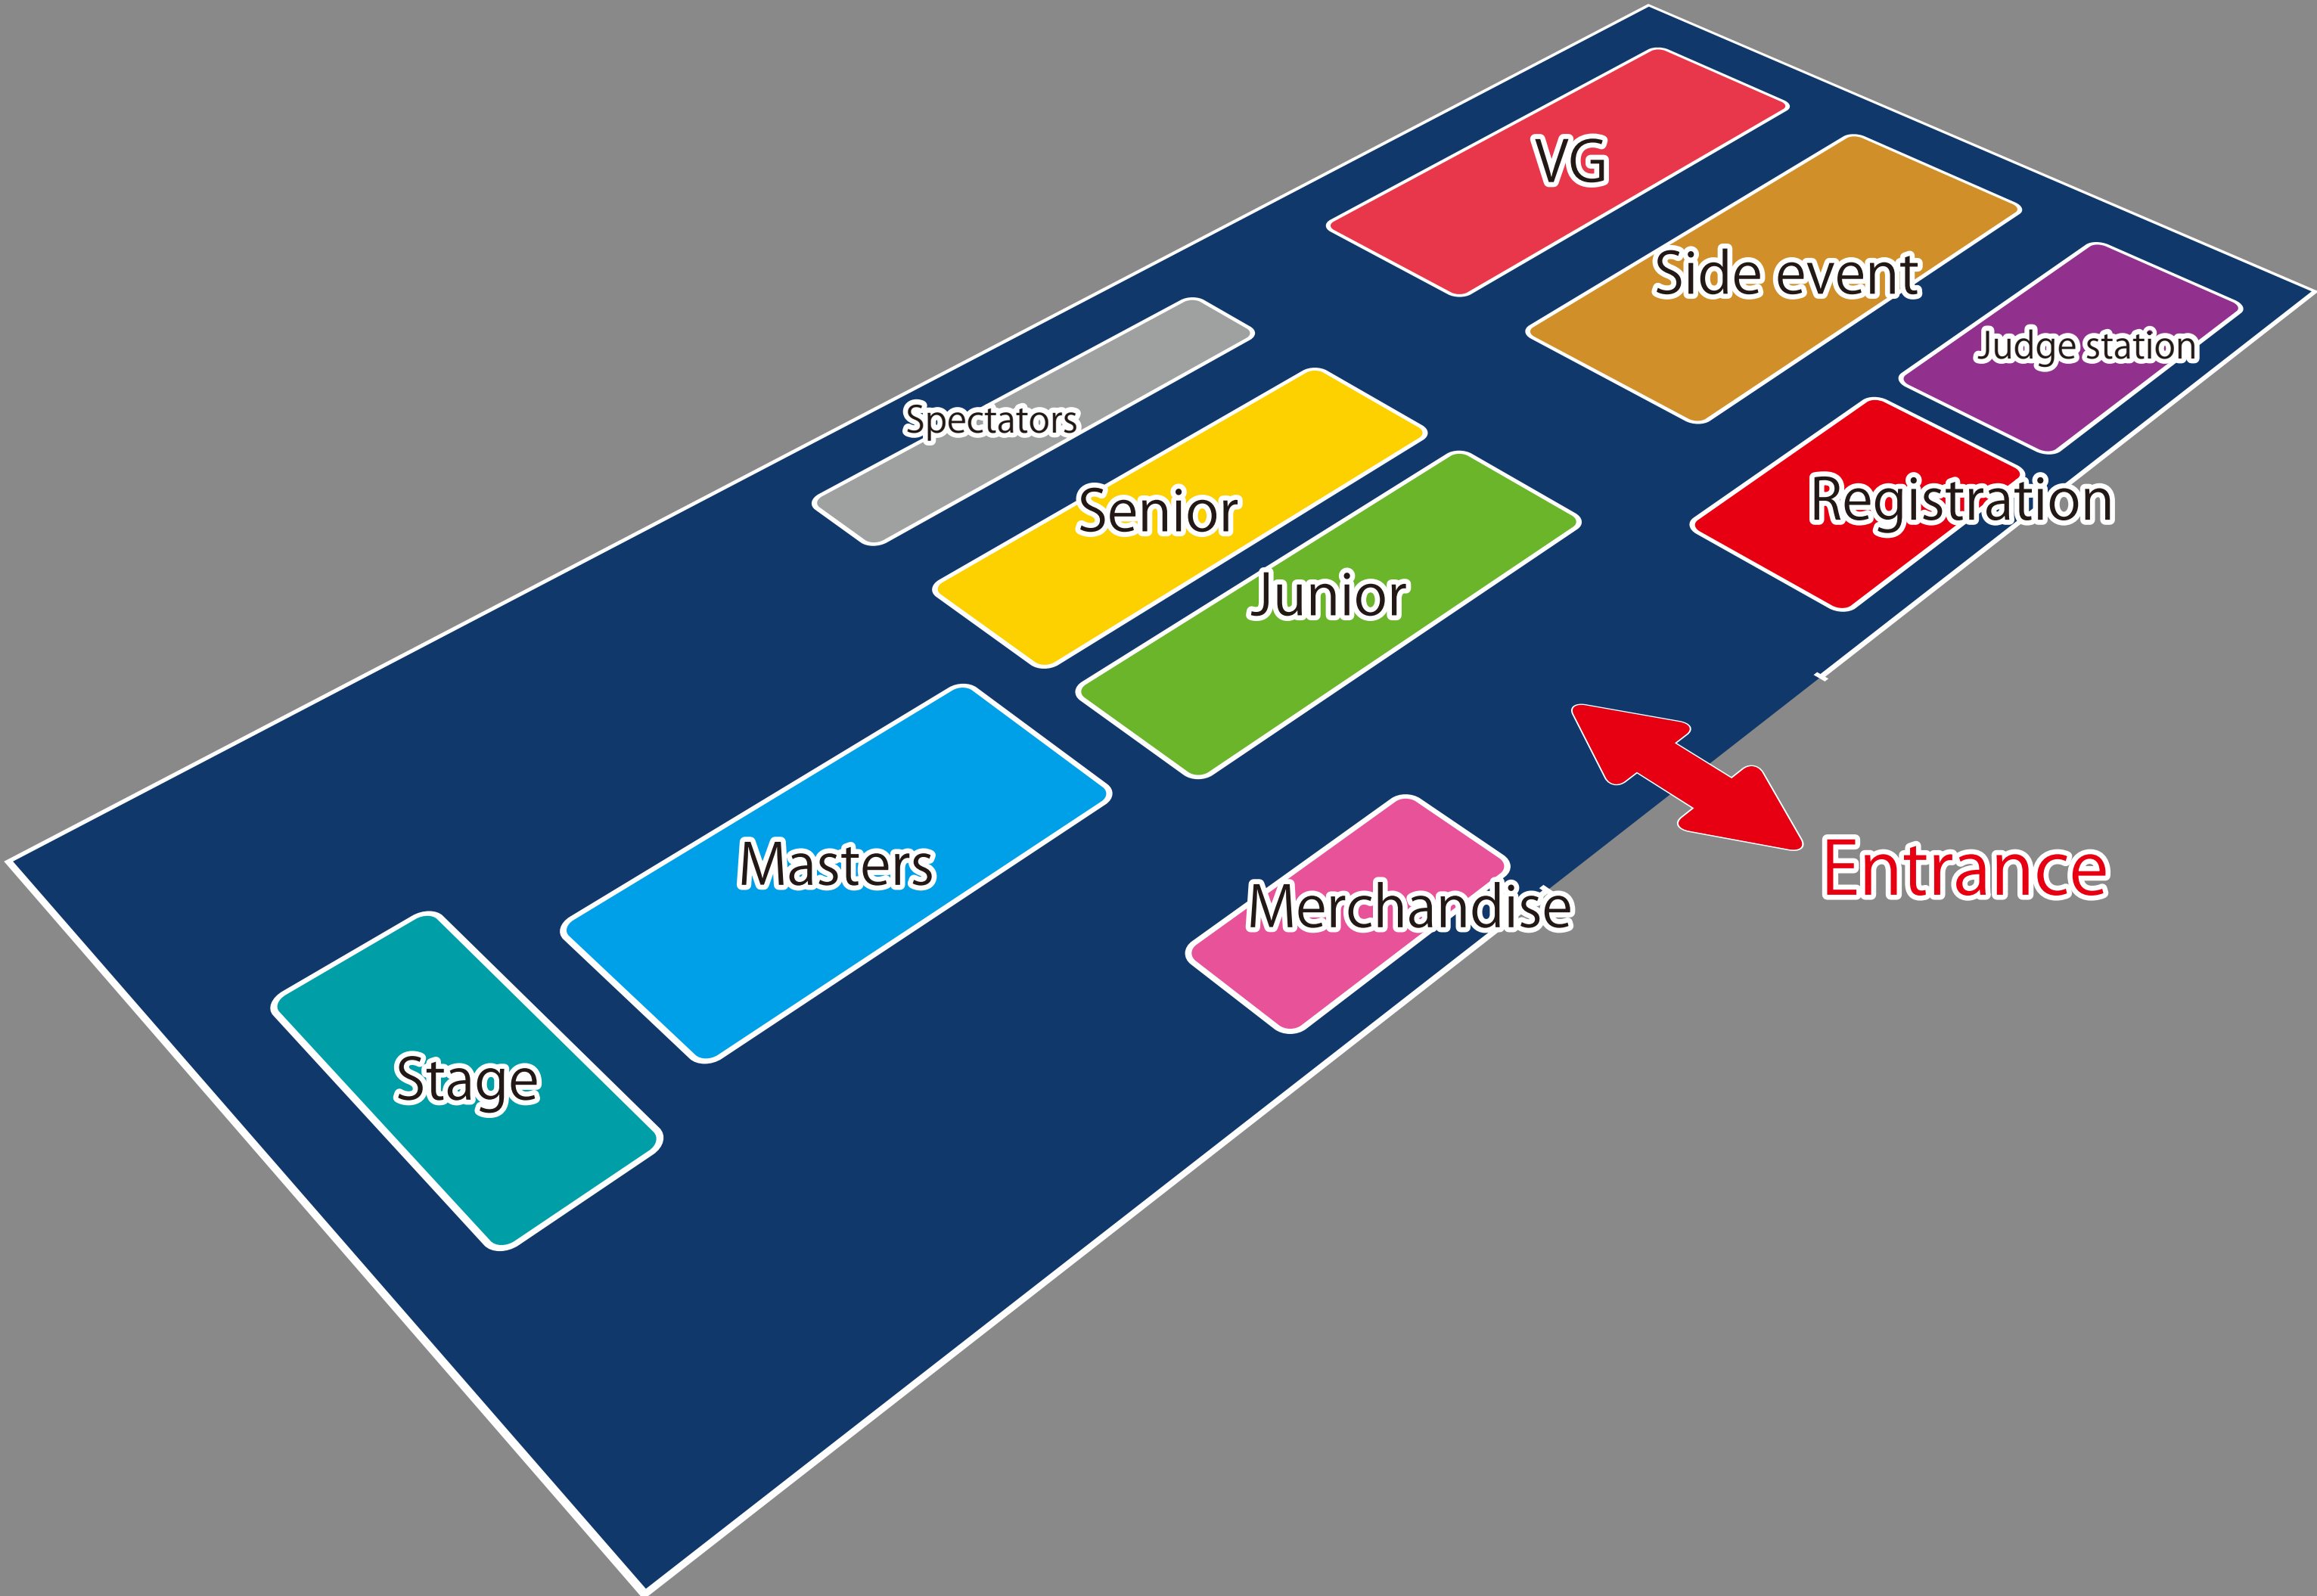 VG
Side event
Judge station
Spectators
Senior
Registration
Junior
Masters
Merchandise
Entrance
Stage